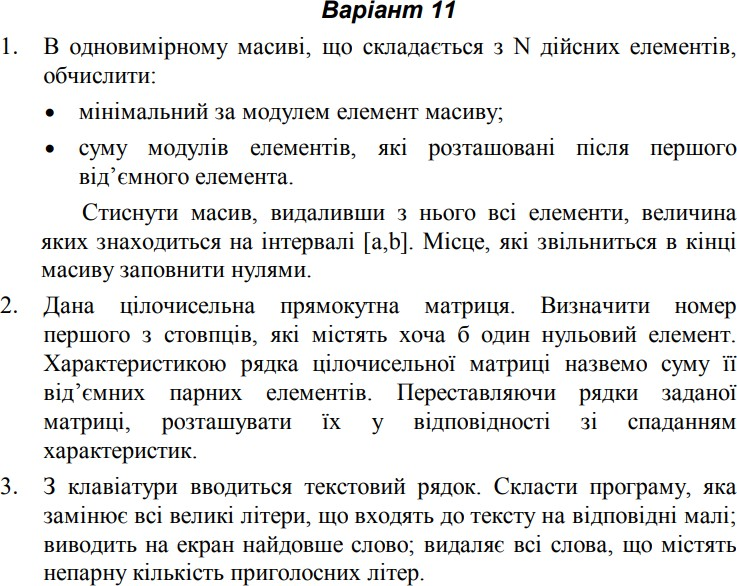 Варіант 11
1. В одновимірному масиві, що складається з N дійсних елементів,
обчислити:
• мінімальний за модулем елемент масиву;
• суму модулів елементів, які розташовані після першого
від’ємного елемента.
Стиснути масив, видаливши з нього всі елементи, величина
яких знаходиться на інтервалі [a,b]. Місце, які звільниться в кінці
масиву заповнити нулями.
2. Дана цілочисельна прямокутна матриця. Визначити номер
першого з стовпців, які містять хоча б один нульовий елемент.
Характеристикою рядка цілочисельної матриці назвемо суму її
від’ємних парних елементів. Переставляючи рядки заданої
матриці, розташувати їх у відповідності зі спаданням
характеристик.
3. З клавіатури вводиться текстовий рядок. Скласти програму, яка
замінює всі великі літери, що входять до тексту на відповідні малі;
виводить на екран найдовше слово; видаляє всі слова, що містять
непарну кількість приголосних літер.